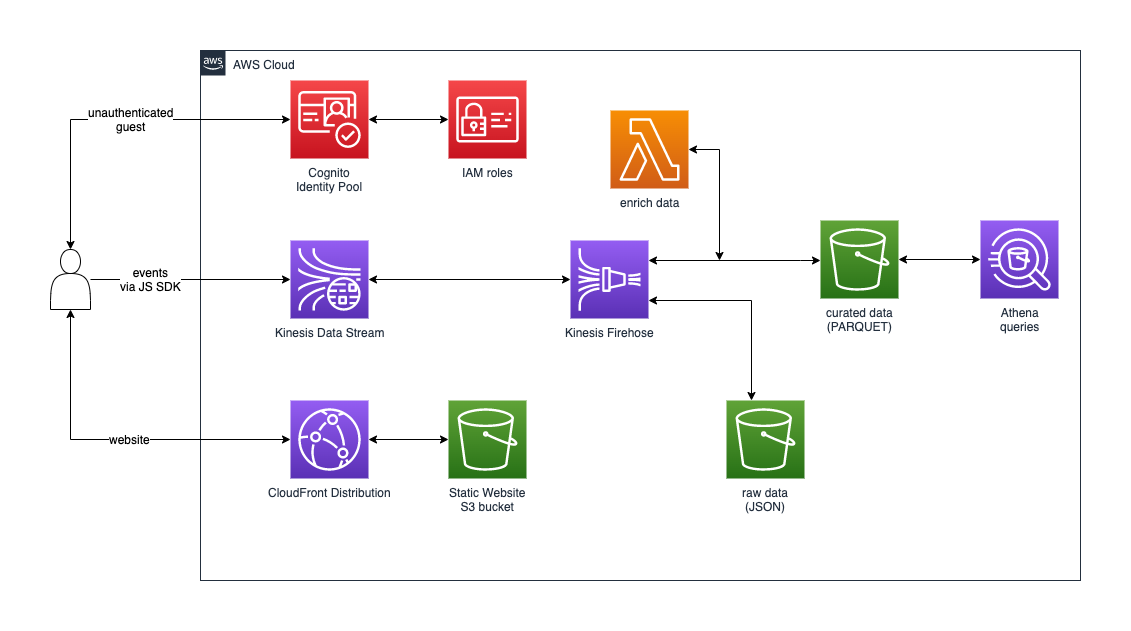 aws
AWS Cloud
unauthenticated
guest
Cognito
Identity Pool
IAM roles
enrich data
events
via JS SDK
Kinesis Data Stream
Kinesis Firehose
curated data
(PARQUET)
Athena
queries
website
CloudFront Distribution
Static Website
S3 bucket
raw data
(JSON)